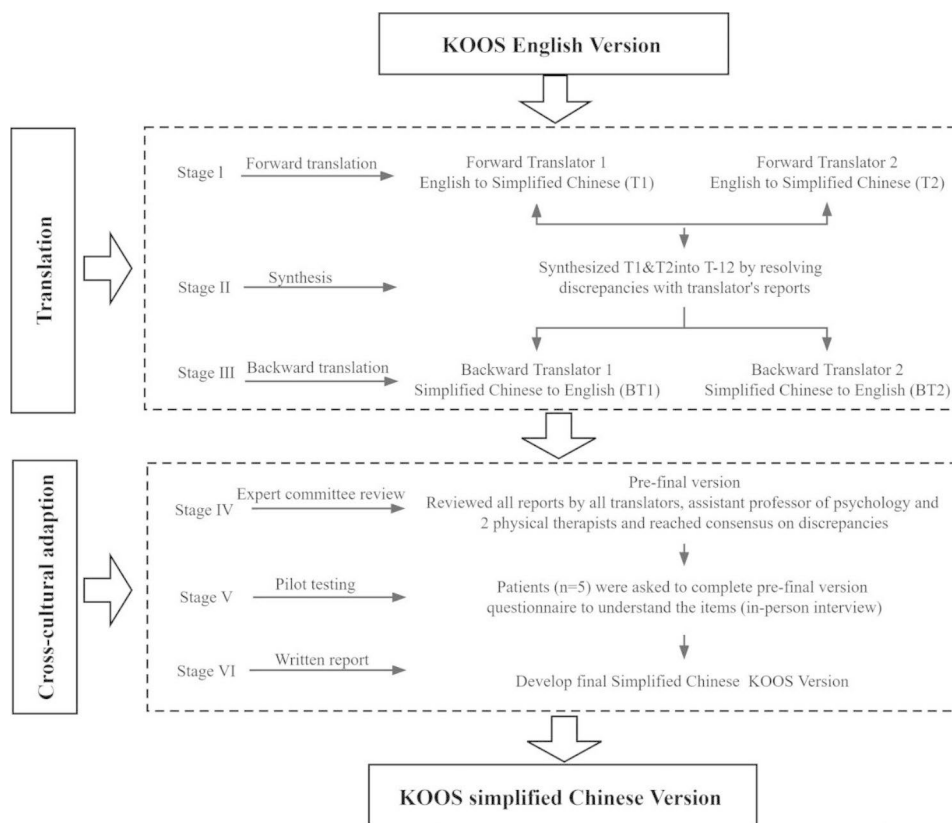 KOOS English Version
Translation
Stage I
Forward translation
Forward Translator 1
English to Simplified Chinese (T1)
Forward Translator 2
English to Simplified Chinese (T2)
Stage II
Synthesis
Synthesized T1&T2into T-12 by resolving
discrepancies with translator's reports
Stage III
Backward translation
Backward Translator 1
Simplified Chinese to English (BT1)
Backward Translator 2
Simplified Chinese to English (BT2)
Cross-cultural adaption
Stage IV
Expert committee review
Pre-final version
Reviewed all reports by all translators, assistant professor of psychology and
2 physical therapists and reached consensus on discrepancies
Stage V
Pilot testing
Patients (n=5) were asked to complete pre-final version
questionnaire to understand the items (in-person interview)
Stage VI
Written report
Develop final Simplified Chinese KOOS Version
KOOS simplified Chinese Version